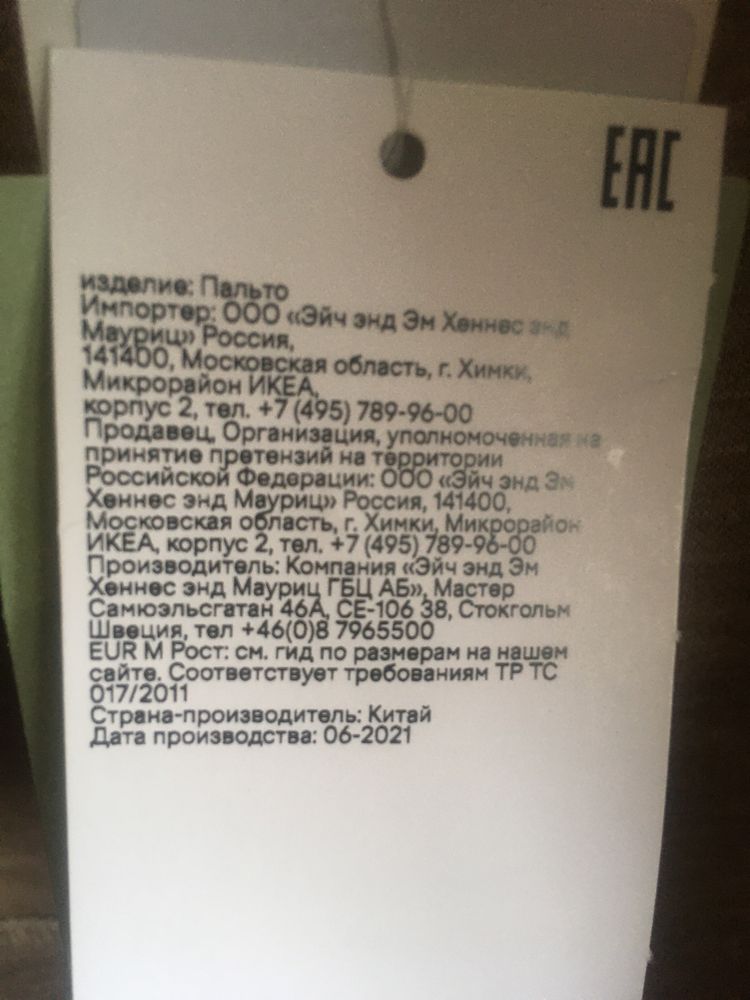 EAC
изделие: Пальто
Импортер: ООО «Эйч энд Эм Хеннес энд
Мауриц» Россия,
141400, Московская область, г. Химки,
Микрорайон ИКЕА,
корпус 2, тел. +7 (495) 789-96-00
Продавец, Организация, уполномоченная на
принятие претензий на территории
Российской Федерации: ООО «Эйч энд Эм
Хеннес энд Мауриц» Россия, 141400,
Московская область, г. Химки, Микрорайон
ИКЕА, корпус 2, тел. +7 (495) 789-96-00
Производитель: Компания «Эйч энд Эм
Хеннес энд Мауриц ГБЦ АБ», Мастер
Самюэльсгатан 46А, СЕ-106 38, Стокгольм
Швеция, тел +46(0)8 7965500
EUR M Рост: см. гид по размерам на нашем
сайте. Соответствует требованиям ТР ТС
017/2011
Страна-производитель: Китай
Дата производства: 06-2021